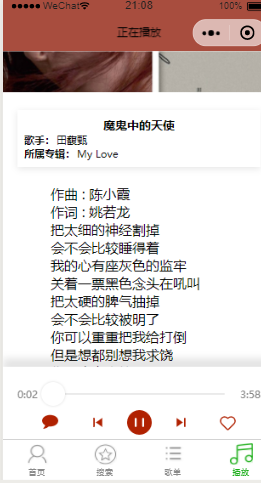 WeChat
21:08
100%
正在播放
魔鬼中的天使
歌手： 田馥甄
所属专辑： My Love
作曲 : 陈小霞
作词 : 姚若龙
把太细的神经割掉
会不会比较睡得着
我的心有座灰色的监牢
关着一票黑色念头在吼叫
把太硬的脾气抽掉
会不会比较被明了
你可以重重把我给打倒
但是想都别想我求饶
0:02
3:58
首页
搜索
歌单
播放